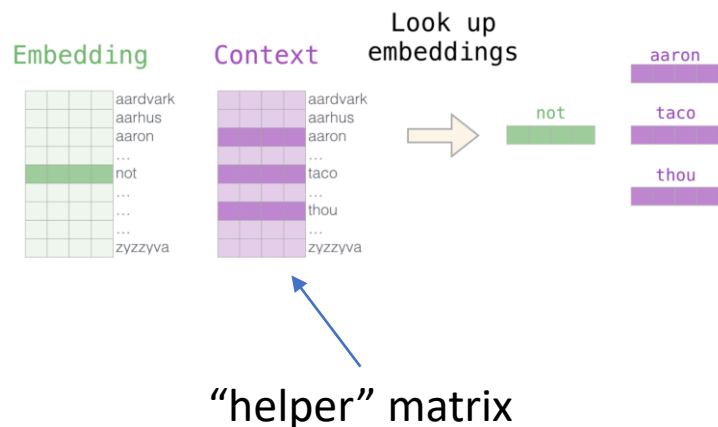 Look up
embeddings
Embedding
Context
aardvark
aarhus
aaron
...
not
...
...
...
zyzzyva
aardvark
aarhus
aaron
...
taco
...
thou
...
zyzzyva
not
aaron
taco
thou
“helper” matrix